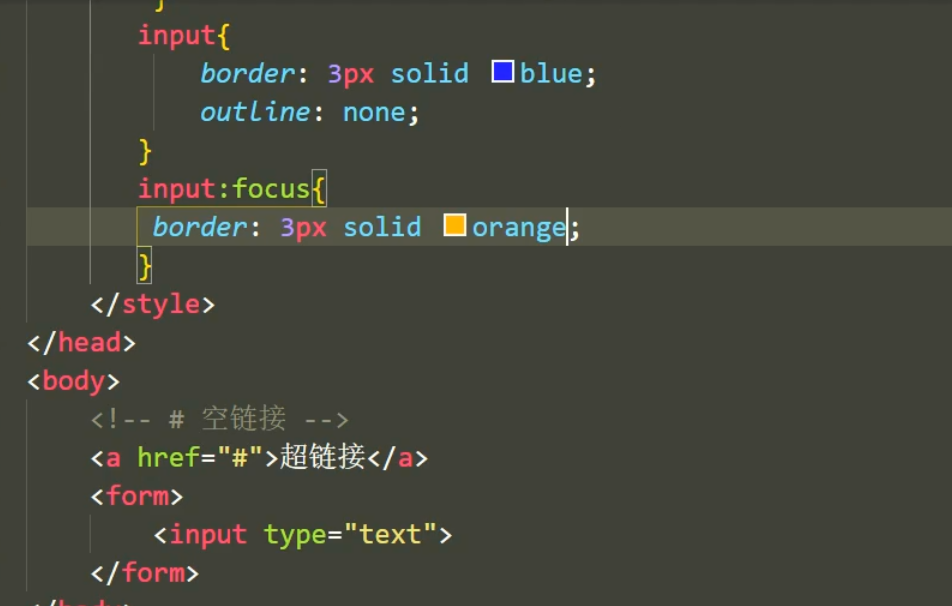 }
input{
border: 3px solid blue;
outline: none;
}
input:focus{
border: 3px solid orange;
}
</style>
</head>
<body>
<!-- # 空链接 -->
<a href="#">超链接</a>
<form>
<input type="text">
</form>
</body>